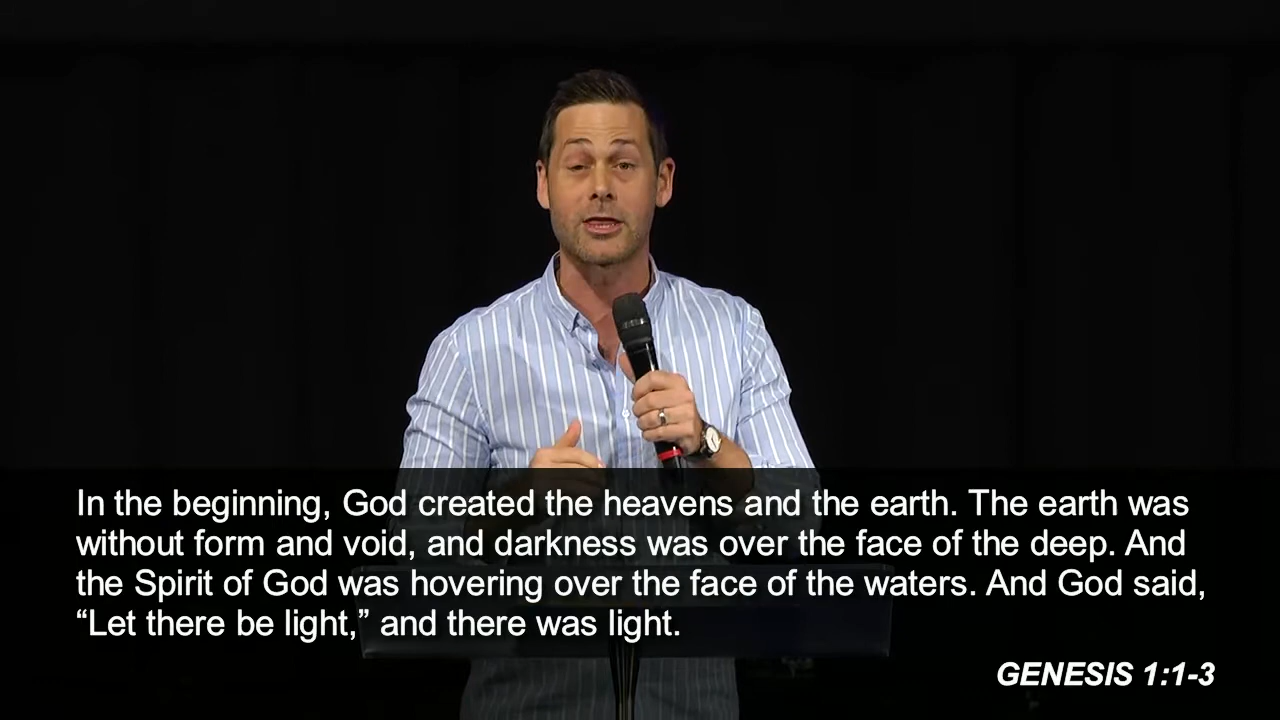 In the beginning, God created the heavens and the earth. The earth was
without form and void, and darkness was over the face of the deep. And
the Spirit of God was hovering over the face of the waters. And God said,
“Let there be light,” and there was light.
GENESIS 1:1-3